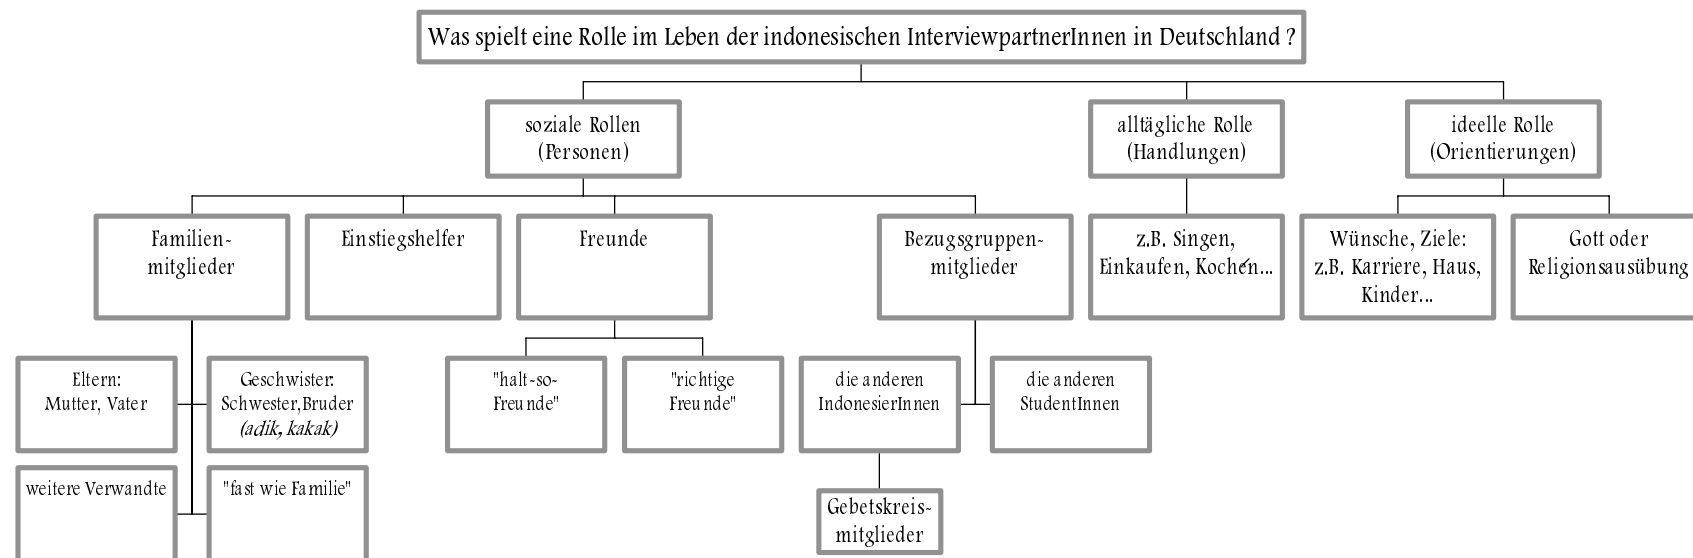 Was spielt eine Rolle im Leben der indonesischen InterviewpartnerInnen in Deutschland ?
soziale Rollen
(Personen)
alltägliche Rolle
(Handlungen)
ideelle Rolle
(Orientierungen)
Familien-
mitglieder
Einstiegshelfer
Freunde
Bezugsgruppen-
mitglieder
z.B. Singen,
Einkaufen, Kochen...
Wünsche, Ziele:
z.B. Karriere, Haus,
Kinder...
Gott oder
Religionsausübung
Eltern:
Mutter, Vater
Geschwister:
Schwester,Bruder
(adik, kakak)
"halt-so-
Freunde"
"richtige
Freunde"
die anderen
IndonesierInnen
die anderen
StudentInnen
weitere Verwandte
"fast wie Familie"
Gebetskreis-
mitglieder